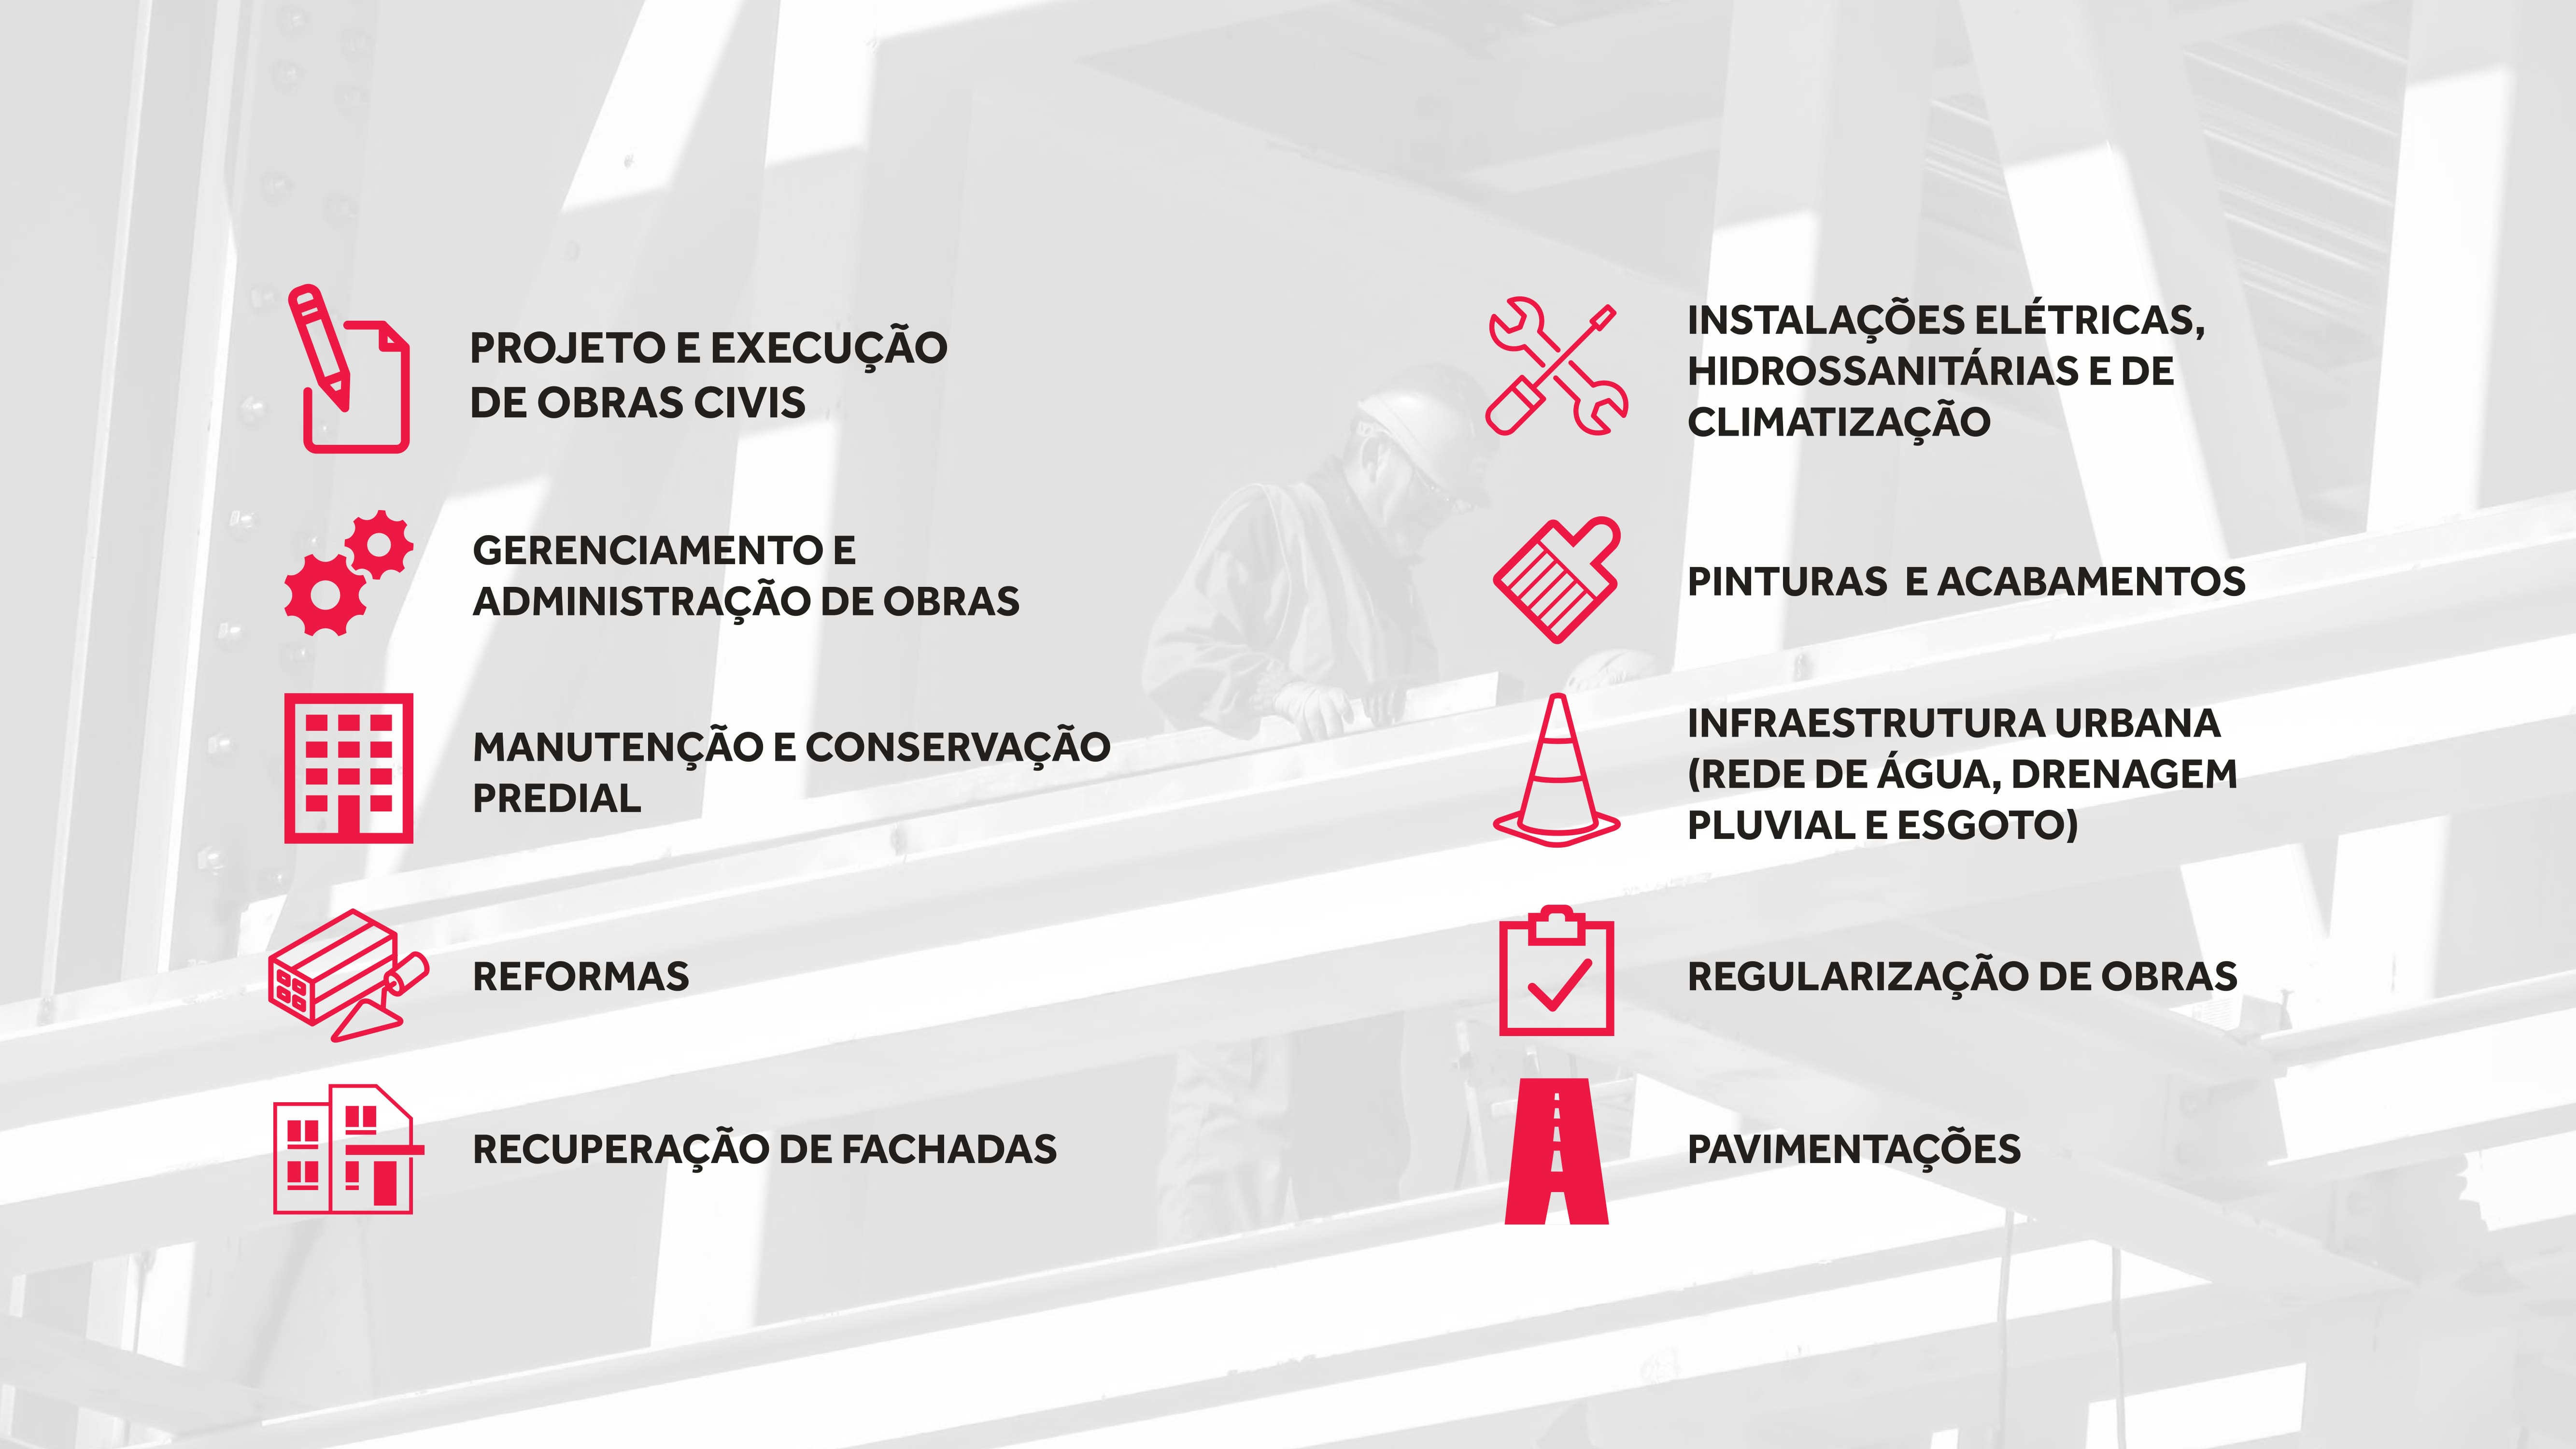 PROJETO E EXECUÇÃO
DE OBRAS CIVIS
GERENCIAMENTO E
ADMINISTRAÇÃO DE OBRAS
MANUTENÇÃO E CONSERVAÇÃO
PREDIAL
REFORMAS
RECUPERAÇÃO DE FACHADAS
INSTALAÇÕES ELÉTRICAS,
HIDROSSANITÁRIAS E DE
CLIMATIZAÇÃO
PINTURAS  E ACABAMENTOS
INFRAESTRUTURA URBANA
(REDE DE ÁGUA, DRENAGEM
PLUVIAL E ESGOTO)
REGULARIZAÇÃO DE OBRAS
PAVIMENTAÇÕES